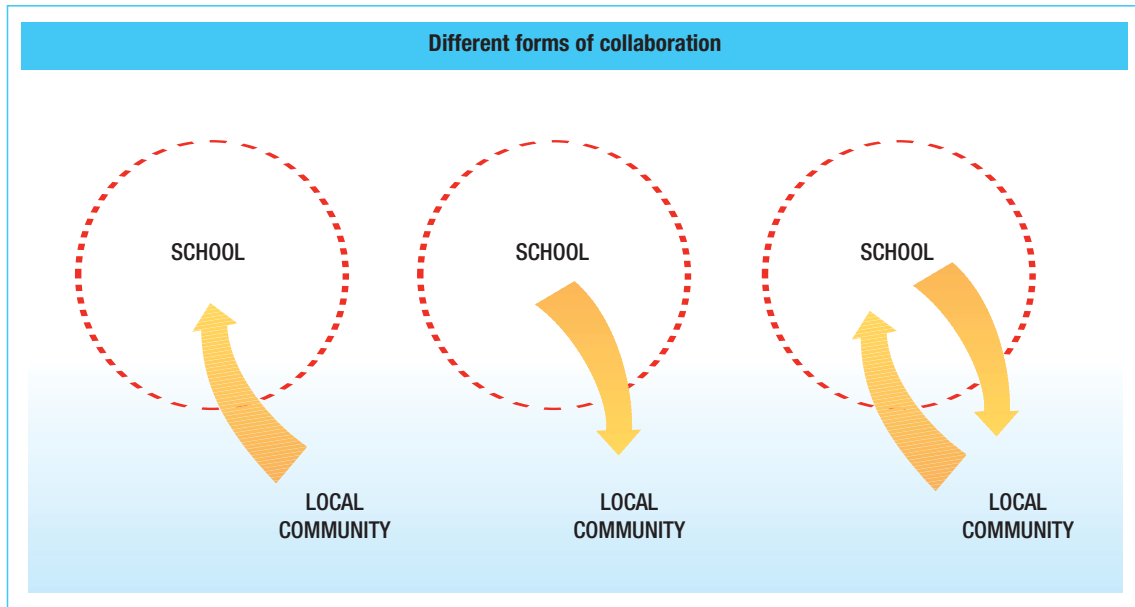 Different forms of collaboration
SCHOOL
LOCAL
COMMUNITY
SCHOOL
LOCAL
COMMUNITY
SCHOOL
LOCAL
COMMUNITY